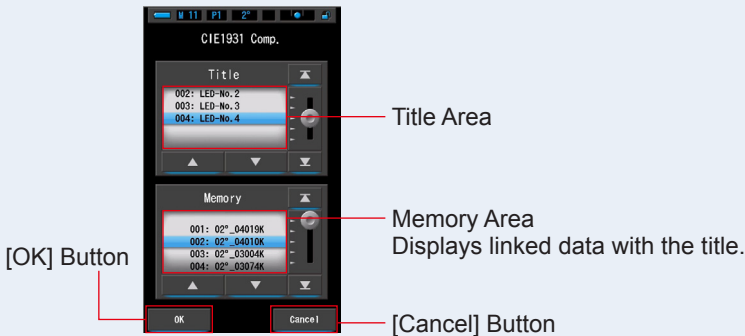 M 11 P1 2°
CIE1931 Comp.
Title
002: LED-No.2
003: LED-No.3
004: LED-No.4
Title Area
Memory
001: 02°_04019K
002: 02°_04010K
003: 02°_03004K
004: 02°_03074K
Memory Area
Displays linked data with the title.
[OK] Button
OK
Cancel
[Cancel] Button